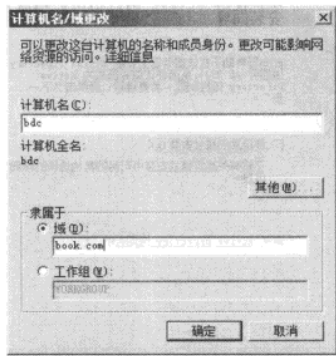 计算机名/域更改
可以更改这台计算机的名称和成员身份。更改可能影响网
络资源的访问。详细信息
计算机名(C):
bdc
计算机全名:
bdc
其他(M)...
隶属于
域(D):
book.com
工作组(W):
WORKGROUP
确定
取消